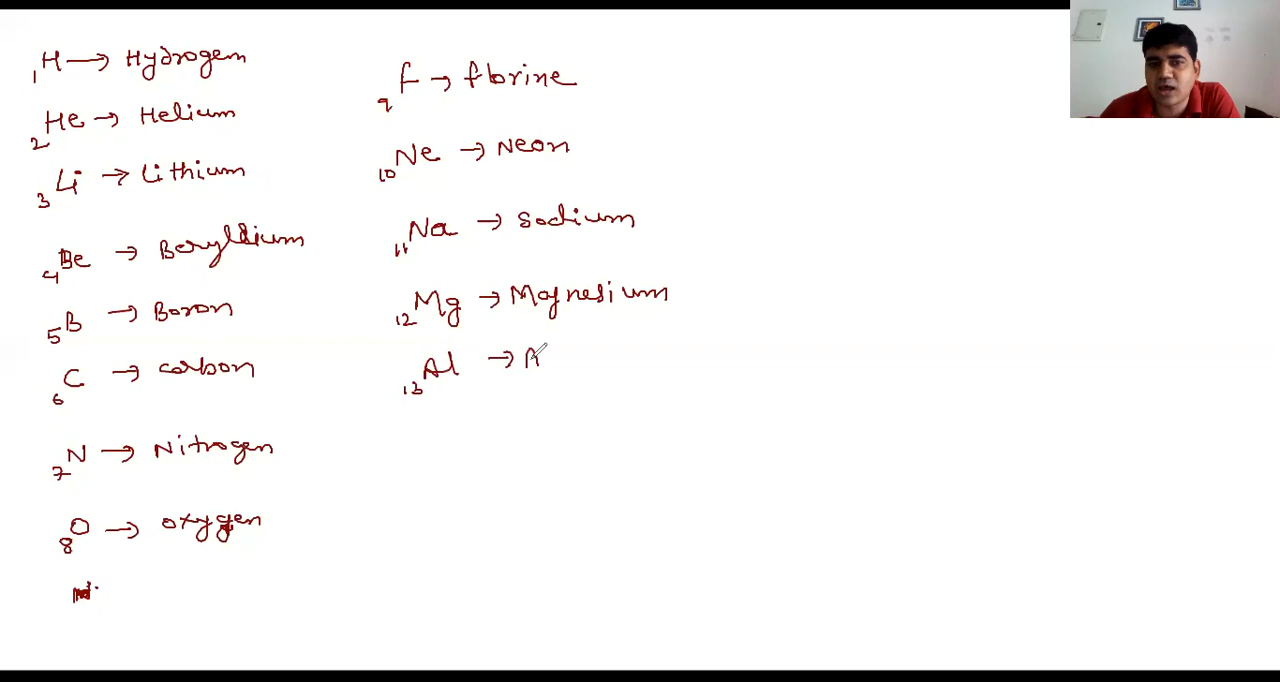 1H → Hydrogen
2He → Helium
3Li → Lithium
4Be → Beryllium
5B → Boron
6C → carbon
7N → Nitrogen
8O → oxygen
9F → florine
10Ne → Neon
11Na → Sodium
12Mg → Magnesium
13Al → A